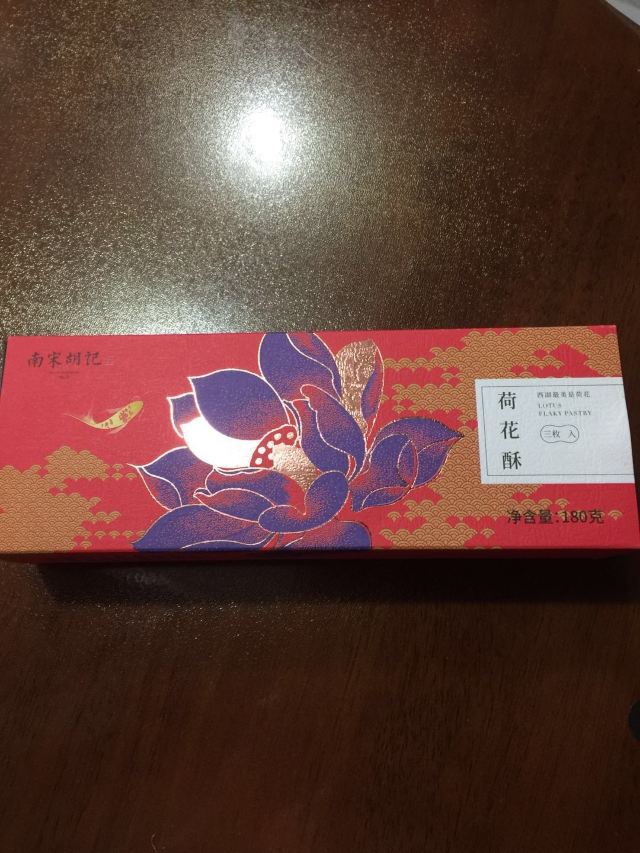 南宋胡记
荷花酥
西湖最美是荷花
LOTUS
FLAKY PASTRY
三枚 入
净含量:180克